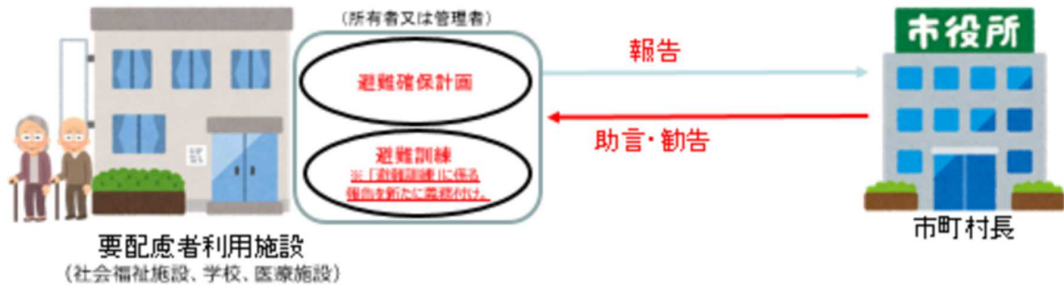 (所有者又は管理者)
避難確保計画
避難訓練
※「避難訓練」に係る
報告を新たに義務付け。
報告
助言・勧告
市役所
市町村長
要配慮者利用施設
(社会福祉施設、学校、医療施設)